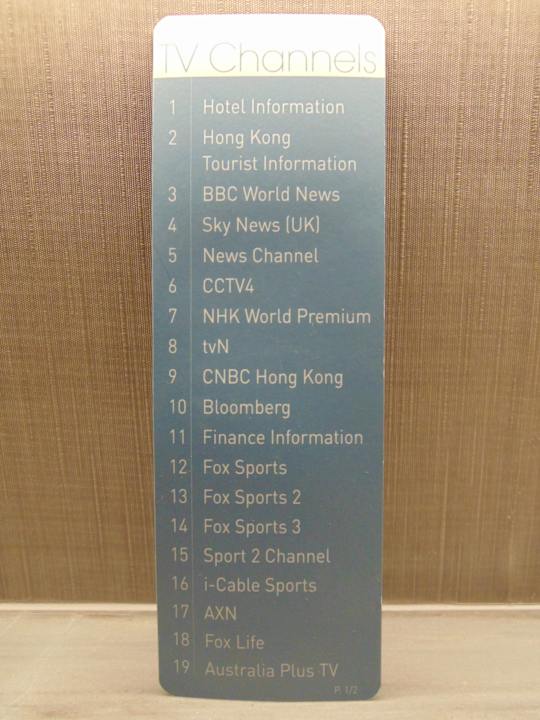 TV Channels
1 Hotel Information
2 Hong Kong
Tourist Information
3 BBC World News
4 Sky News (UK)
5 News Channel
6 CCTV4
7 NHK World Premium
8 tvN
9 CNBC Hong Kong
10 Bloomberg
11 Finance Information
12 Fox Sports
13 Fox Sports 2
14 Fox Sports 3
15 Sport 2 Channel
16 i-Cable Sports
17 AXN
18 Fox Life
19 Australia Plus TV
P. 1/2